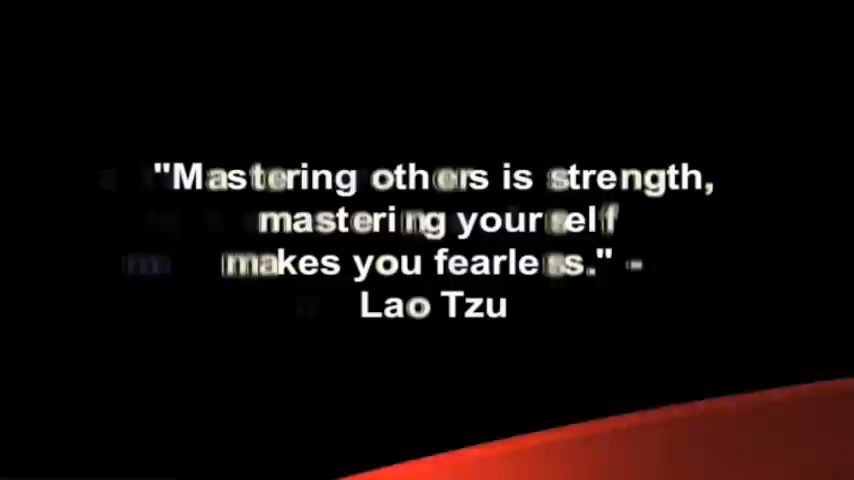 "Mastering others is strength,
mastering yourself
makes you fearless." -
Lao Tzu